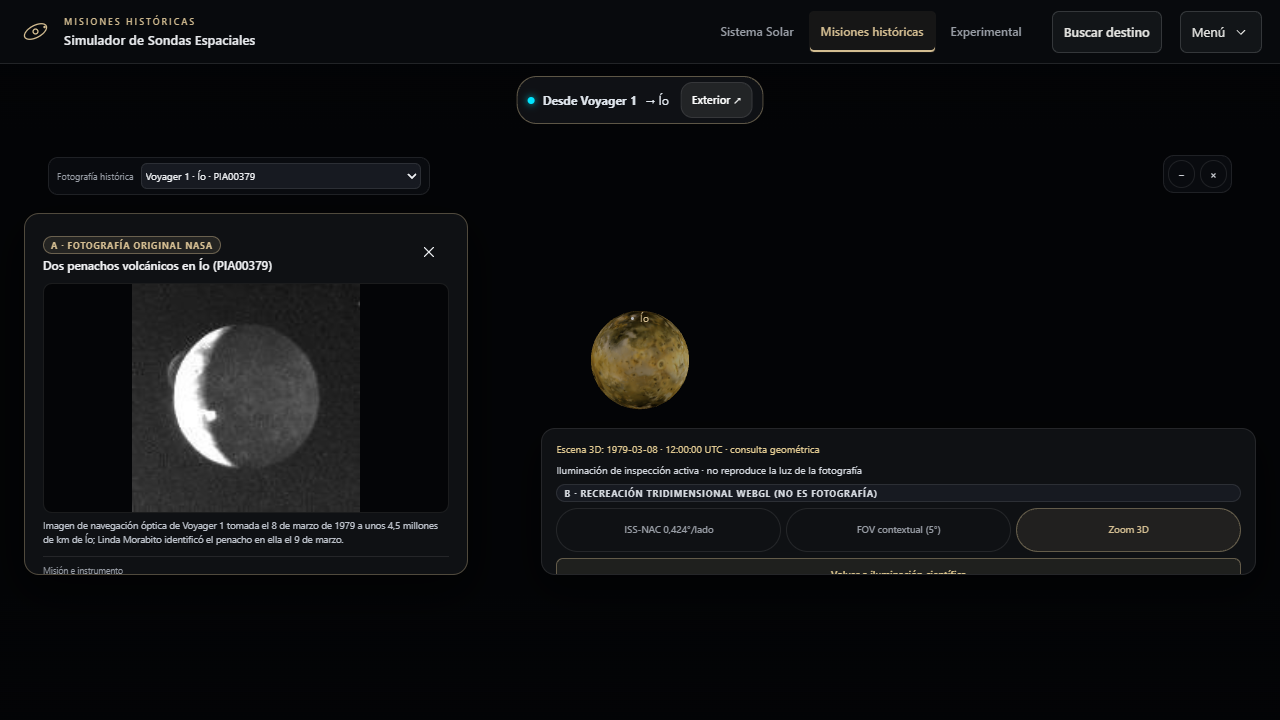 MISIONES HISTÓRICAS
Simulador de Sondas Espaciales
Sistema Solar
Misiones históricas
Experimental
Buscar destino
Menú
Desde Voyager 1 → Ío
Exterior ↗
Fotografía histórica
Voyager 1 · Ío · PIA00379
− ×
A · FOTOGRAFÍA ORIGINAL NASA
Dos penachos volcánicos en Ío (PIA00379)
Imagen de navegación óptica de Voyager 1 tomada el 8 de marzo de 1979 a unos 4,5 millones
de km de Ío; Linda Morabito identificó el penacho en ella el 9 de marzo.
Misión e instrumento
Ío
Escena 3D: 1979-03-08 · 12:00:00 UTC · consulta geométrica
Iluminación de inspección activa · no reproduce la luz de la fotografía
B · RECREACIÓN TRIDIMENSIONAL WEBGL (NO ES FOTOGRAFÍA)
ISS-NAC 0,424°/lado
FOV contextual (5°)
Zoom 3D